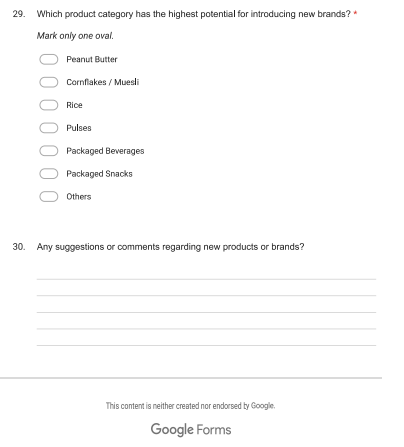 29. Which product category has the highest potential for introducing new brands? *
Mark only one oval.
Peanut Butter
Cornflakes / Muesli
Rice
Pulses
Packaged Beverages
Packaged Snacks
Others
30. Any suggestions or comments regarding new products or brands?
This content is neither created nor endorsed by Google.
Google Forms